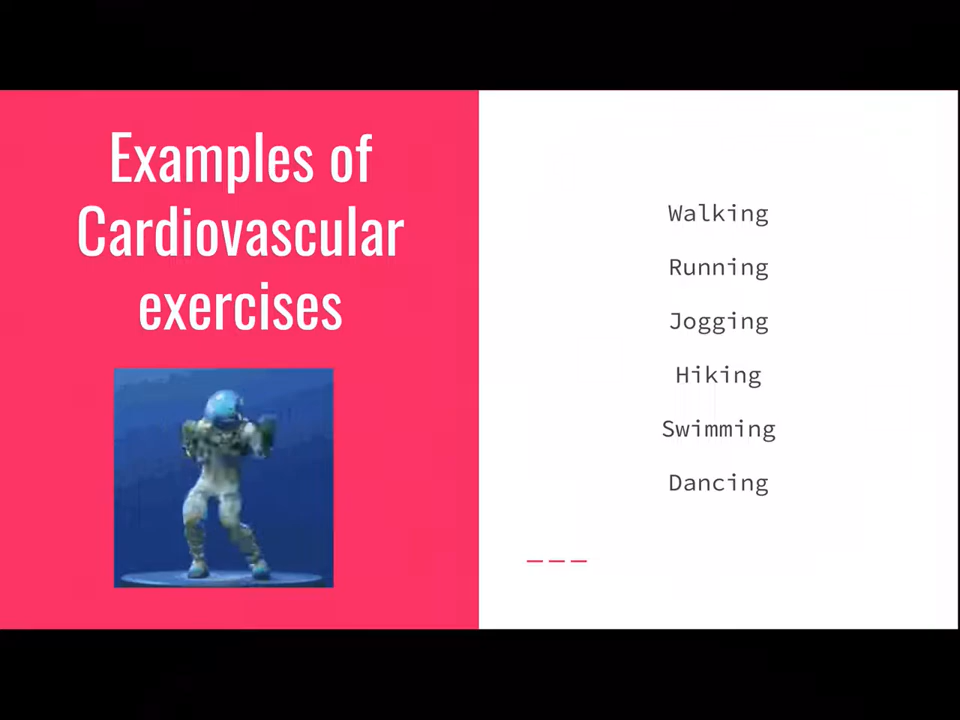 Examples of
Cardiovascular
exercises
Walking
Running
Jogging
Hiking
Swimming
Dancing